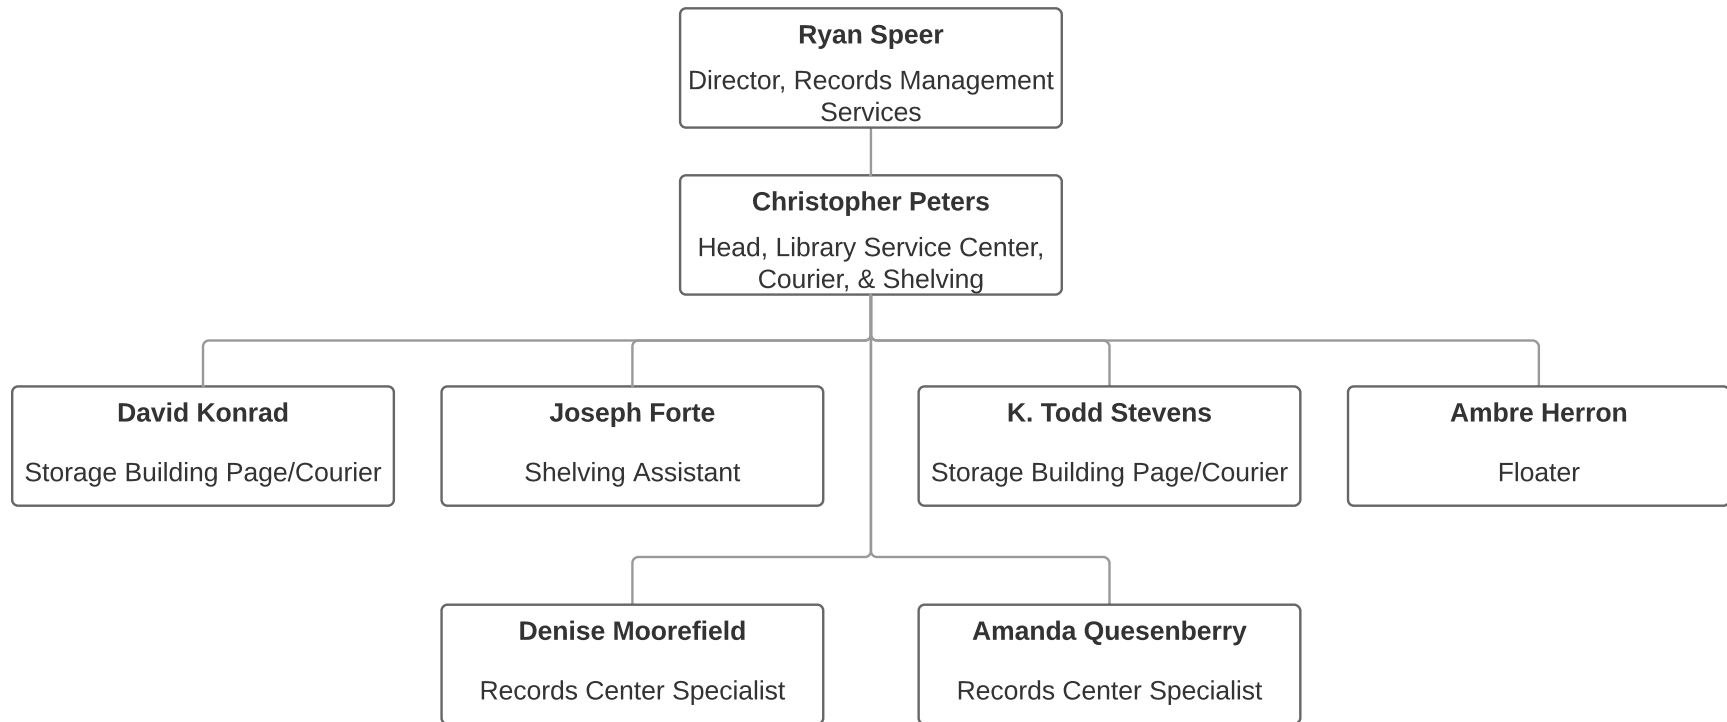 Ryan Speer
Director, Records Management
Services
Christopher Peters
Head, Library Service Center,
Courier, & Shelving
David Konrad
Storage Building Page/Courier
Joseph Forte
Shelving Assistant
K. Todd Stevens
Storage Building Page/Courier
Ambre Herron
Floater
Denise Moorefield
Records Center Specialist
Amanda Quesenberry
Records Center Specialist